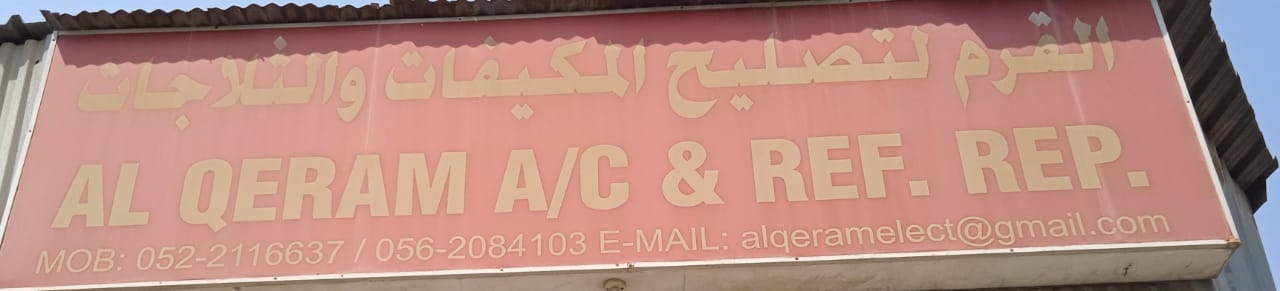 القرم لتصليح المكيفات والثلاجات
AL QERAM A/C & REF. REP.
MOB: 052-2116637 / 056-2084103 E-MAIL: alqeramelect@gmail.com